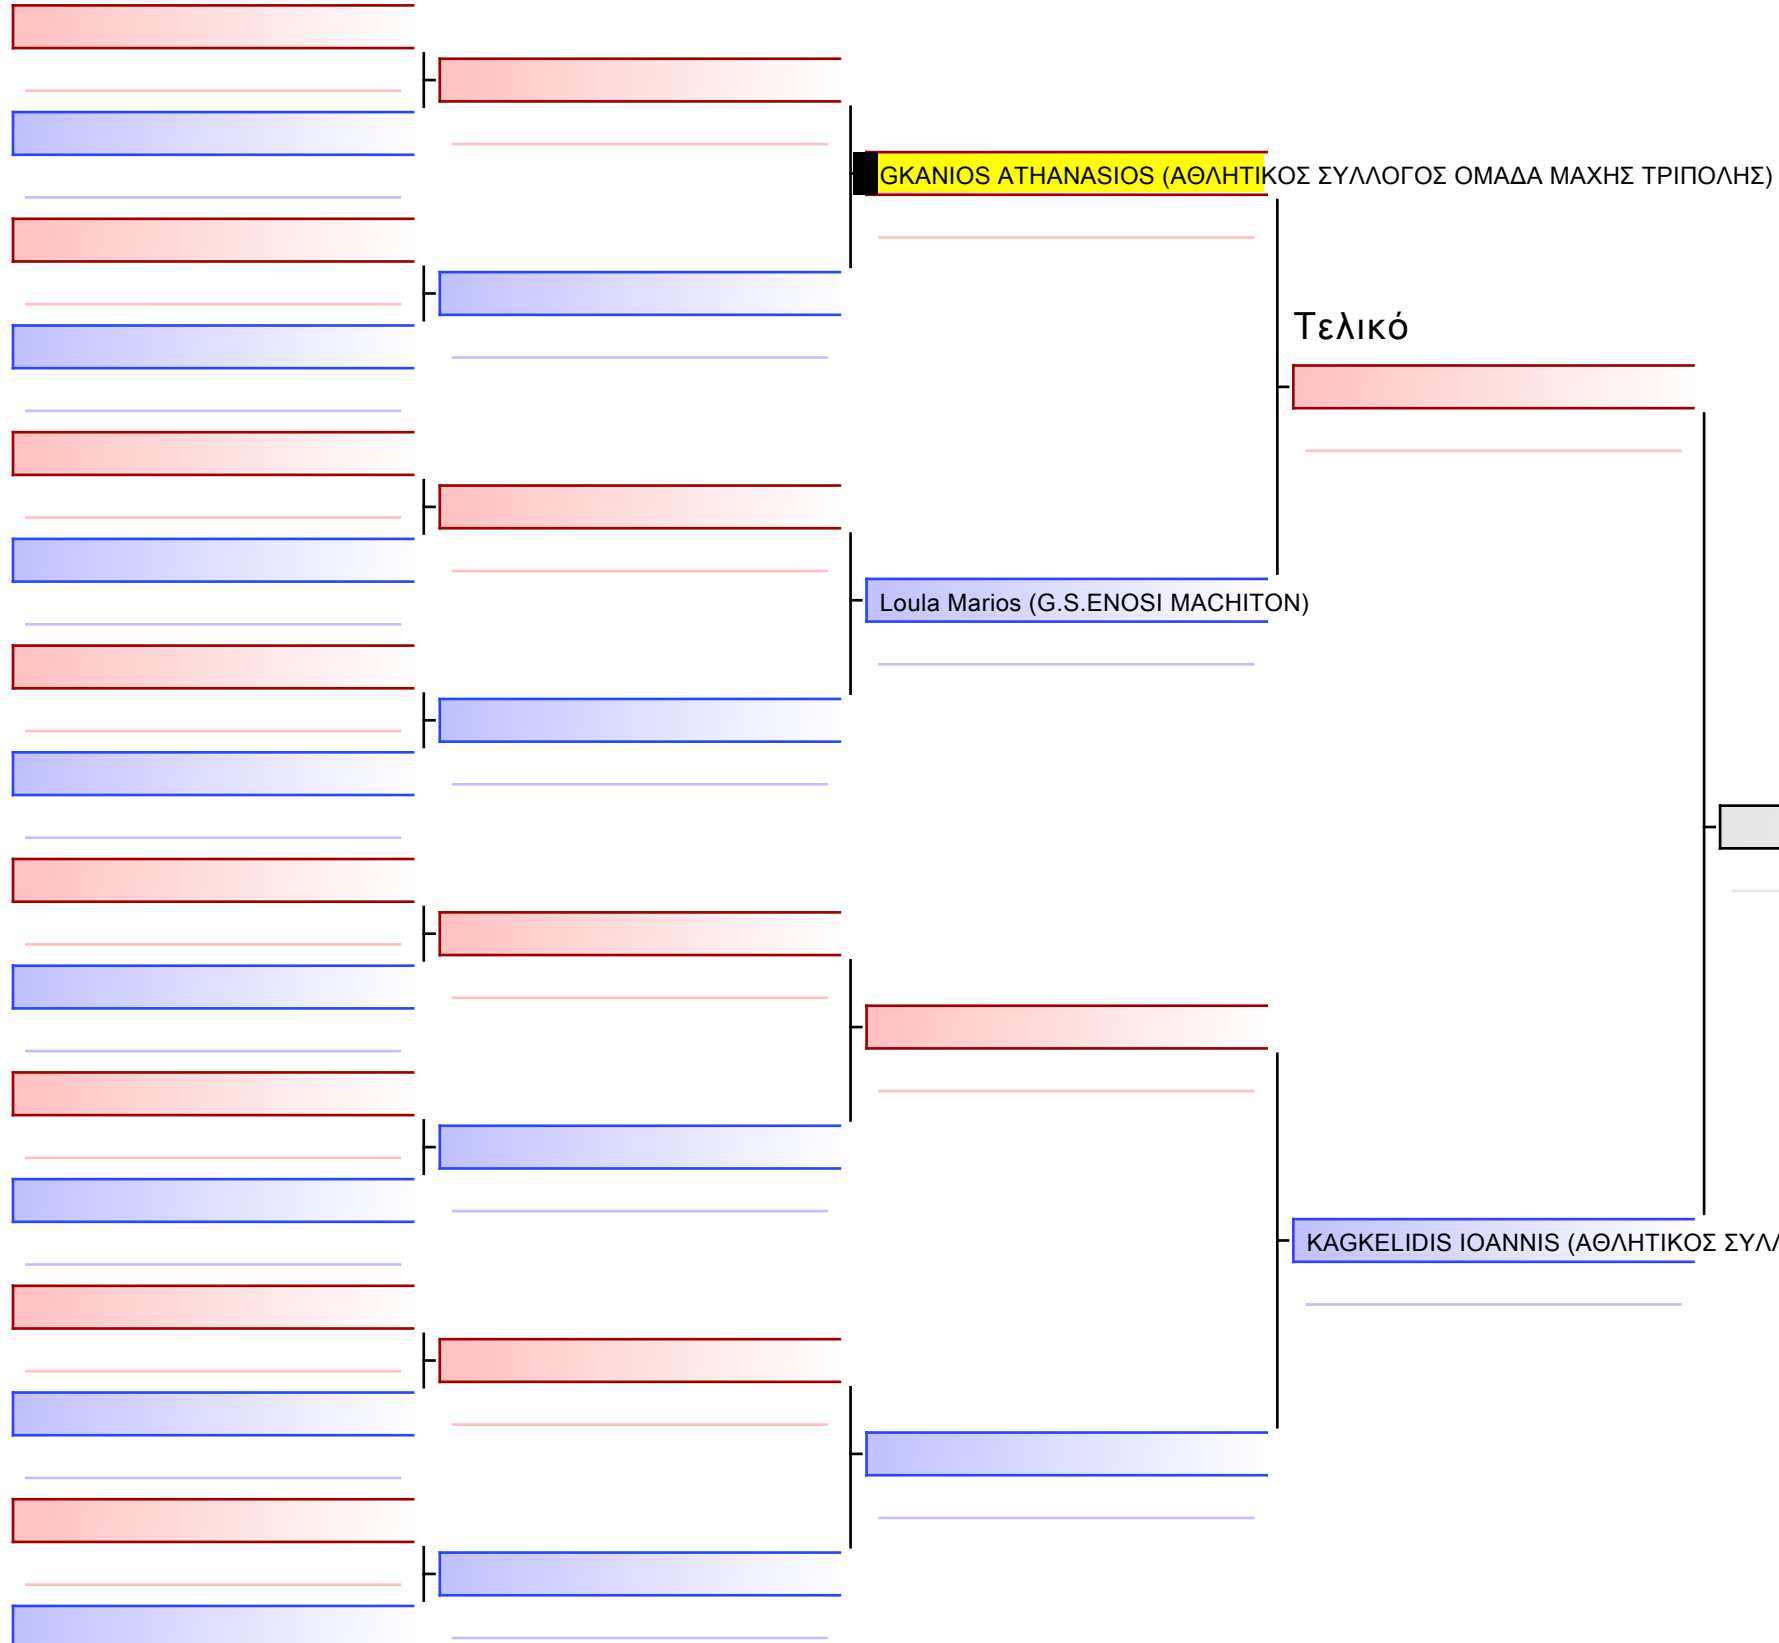 GKANIOS ATHANASIOS (ΑΘΛΗΤΙΚΟΣ ΣΥΛΛΟΓΟΣ ΟΜΑΔΑ ΜΑΧΗΣ ΤΡΙΠΟΛΗΣ)
Τελικό
Loula Marios (G.S.ENOSI MACHITON)
KAGKELIDIS IOANNIS (ΑΘΛΗΤΙΚΟΣ